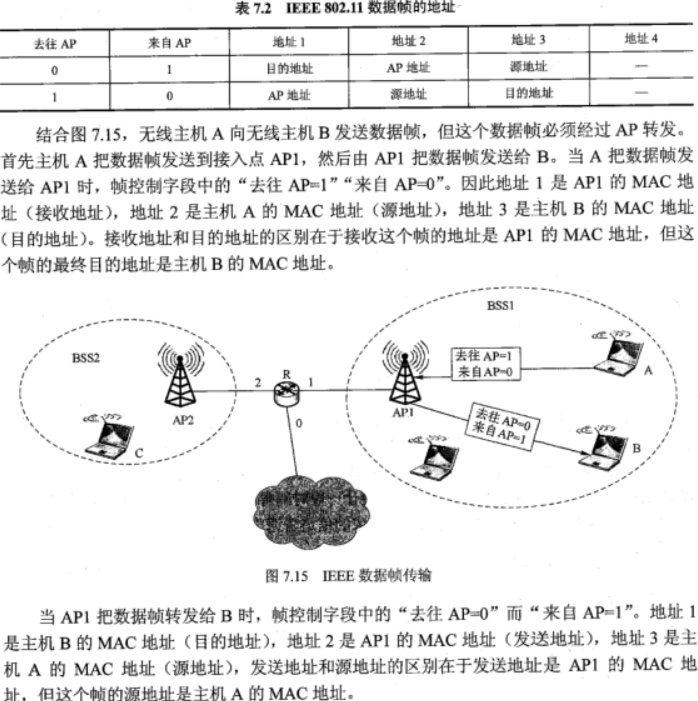 表 7.2 IEEE 802.11 数据帧的地址
去往 AP 来自 AP 地址 1 地址 2 地址 3 地址 4
0 1 目的地址 AP 地址 源地址 —
1 0 AP 地址 源地址 目的地址 —
结合图 7.15，无线主机 A 向无线主机 B 发送数据帧，但这个数据帧必须经过 AP 转发。
首先主机 A 把数据帧发送到接入点 AP1，然后由 AP1 把数据帧发送给 B。当 A 把数据帧发
送给 AP1 时，帧控制字段中的“去往 AP=1”“来自 AP=0”。因此地址 1 是 AP1 的 MAC 地
址（接收地址），地址 2 是主机 A 的 MAC 地址（源地址），地址 3 是主机 B 的 MAC 地址
（目的地址）。接收地址和目的地址的区别在于接收这个帧的地址是 AP1 的 MAC 地址，但这
个帧的最终目的地址是主机 B 的 MAC 地址。
BSS1
BSS2
去往 AP=1
来自AP=0
A
R
2
1
0
AP2
AP1
C
去往 AP=0
来自 AP=1
B
图 7.15 IEEE 数据帧传输
当 AP1 把数据帧转发给 B 时，帧控制字段中的“去往 AP=0”而“来自 AP=1”。地址 1
是主机 B 的 MAC 地址（目的地址），地址 2 是 AP1 的 MAC 地址（发送地址），地址 3 是主
机 A 的 MAC 地址（源地址），发送地址和源地址的区别在于发送地址是 AP1 的 MAC 地
址，但这个帧的源地址是主机 A 的 MAC 地址。